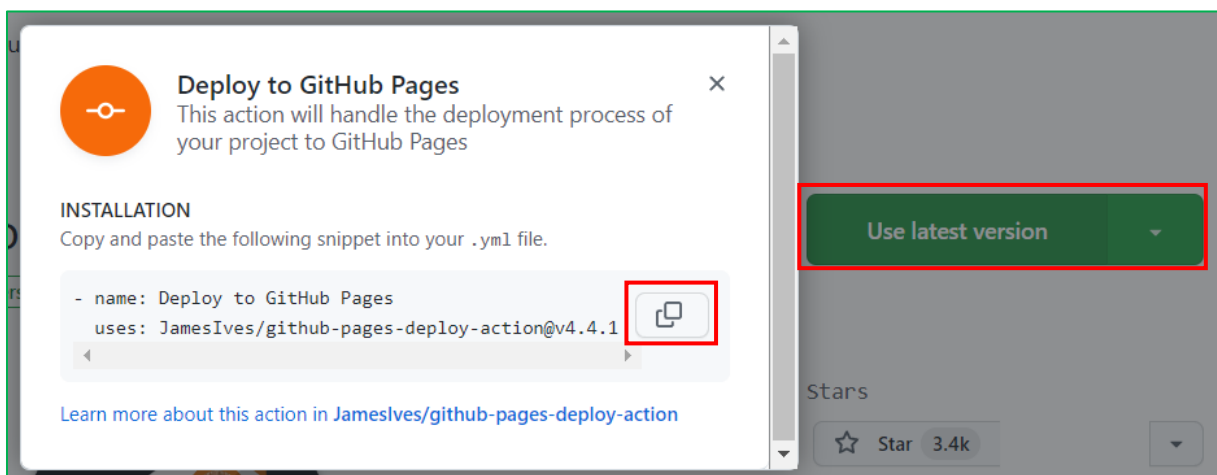 Deploy to GitHub Pages
This action will handle the deployment process of
your project to GitHub Pages
INSTALLATION
Copy and paste the following snippet into your .yml file.
- name: Deploy to GitHub Pages
uses: JamesIves/github-pages-deploy-action@v4.4.1
Learn more about this action in JamesIves/github-pages-deploy-action
Use latest version
Stars
Star 3.4k